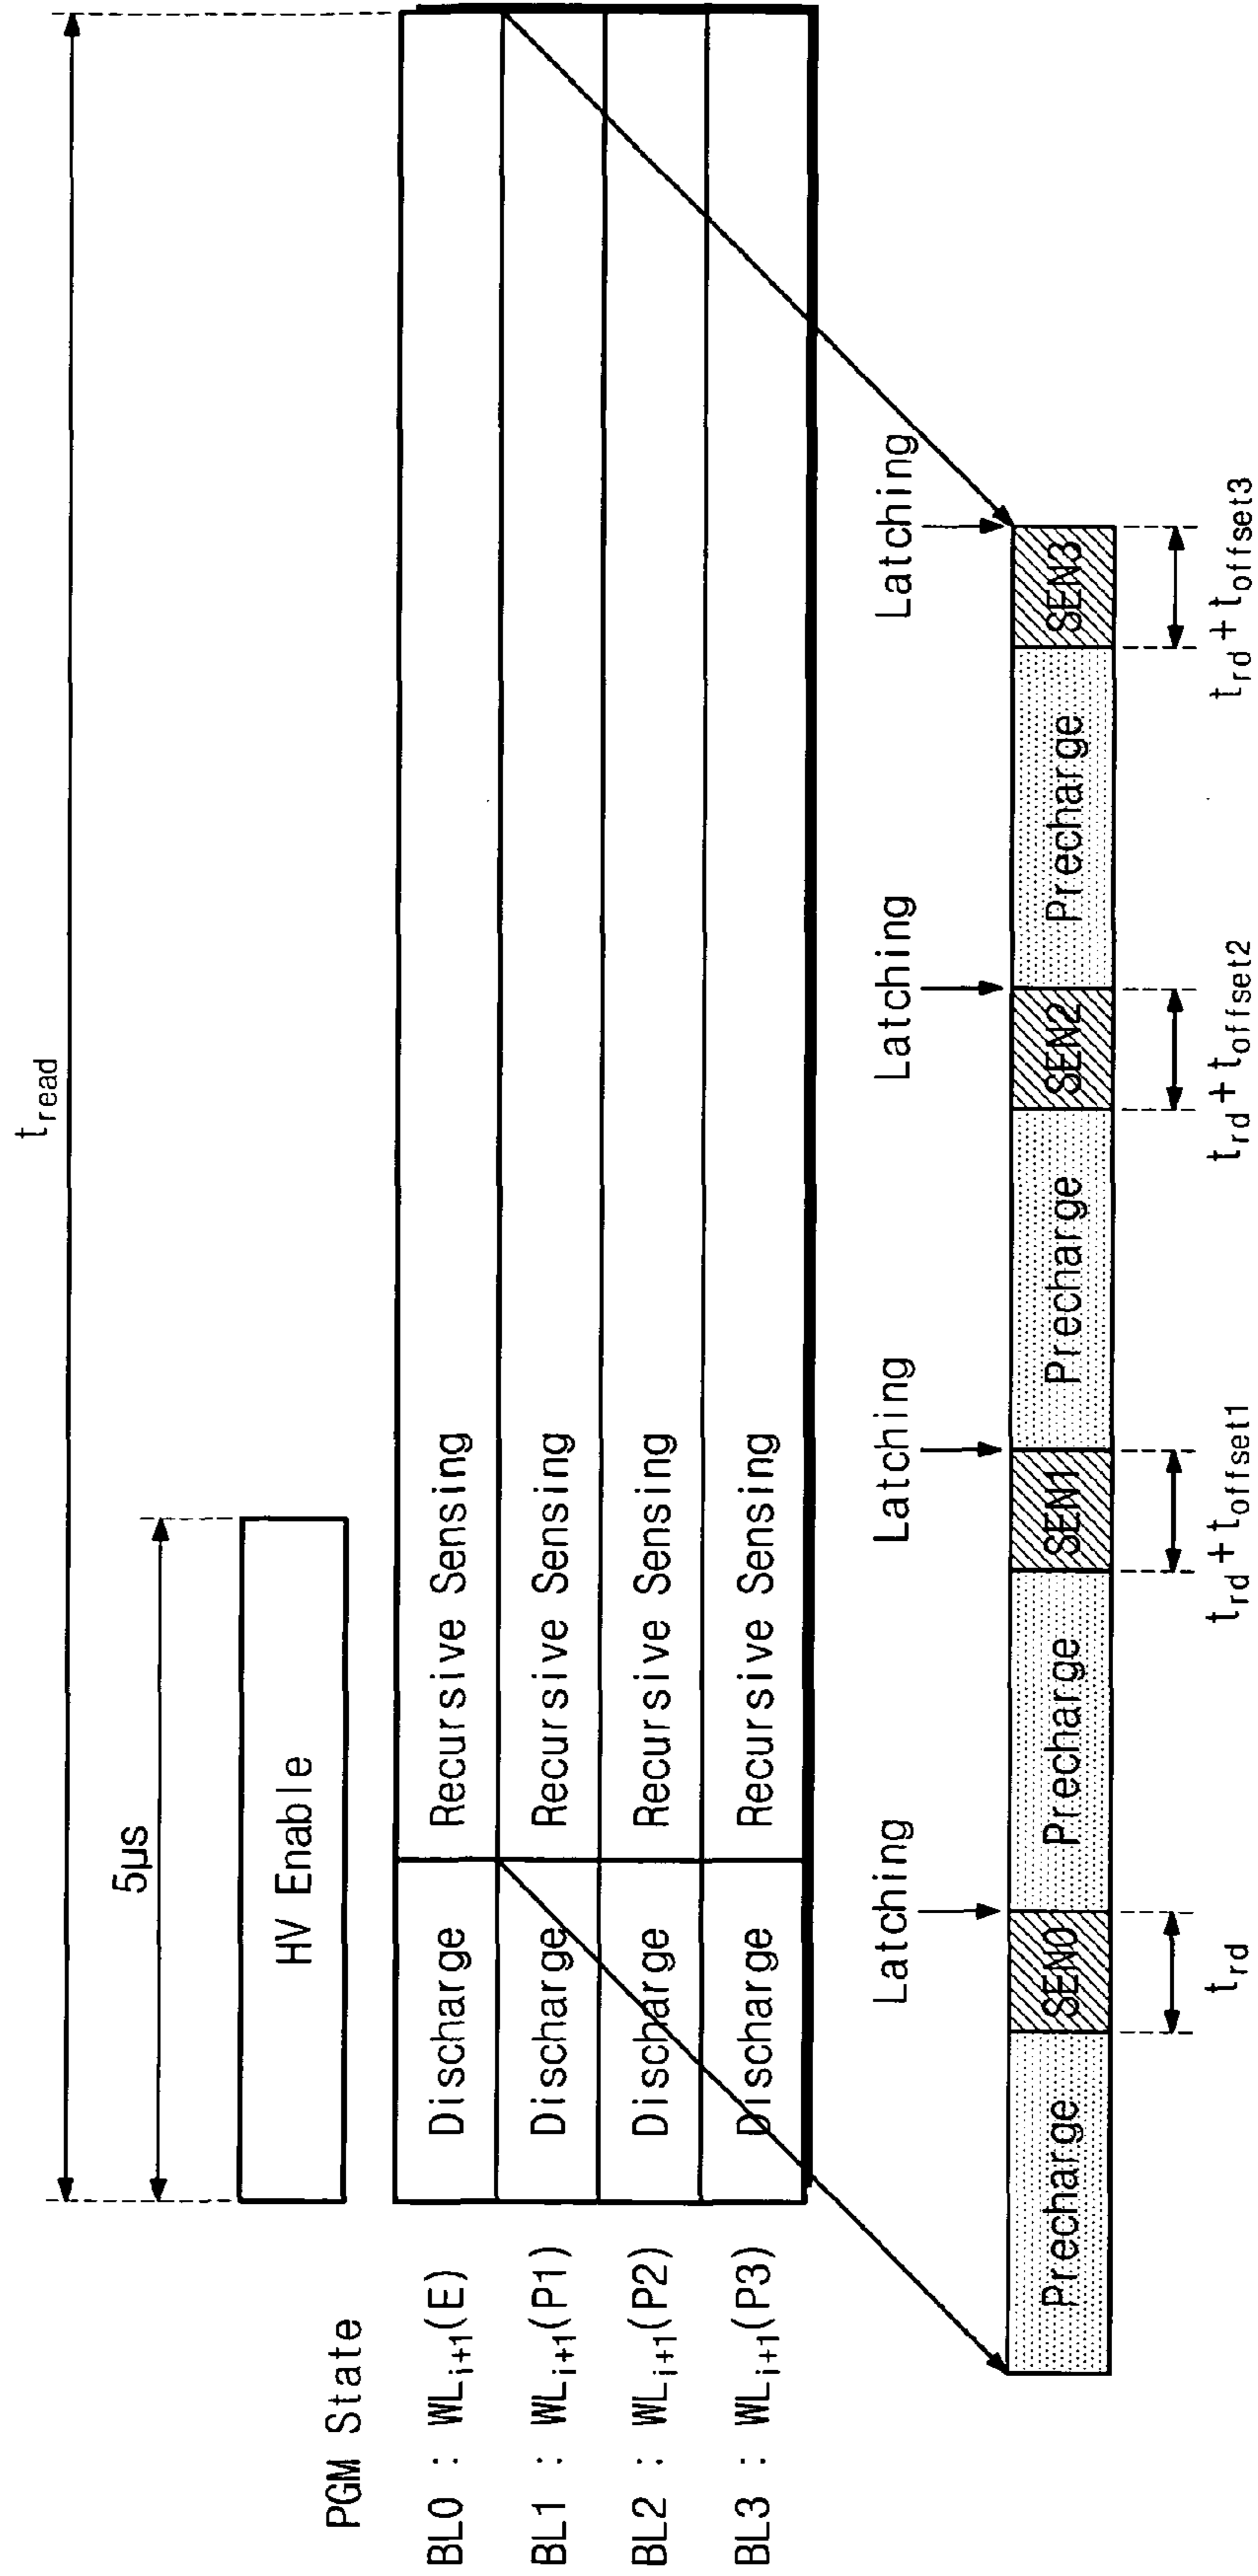 t_read
5µs
HV Enable
PGM State
BL0 : WL_i+1(E) Discharge Recursive Sensing
BL1 : WL_i+1(P1) Discharge Recursive Sensing
BL2 : WL_i+1(P2) Discharge Recursive Sensing
BL3 : WL_i+1(P3) Discharge Recursive Sensing
Latching Latching Latching Latching
Precharge SEN0 Precharge SEN1 Precharge SEN2 Precharge SEN3
t_rd t_rd + t_offset1 t_rd + t_offset2 t_rd + t_offset3